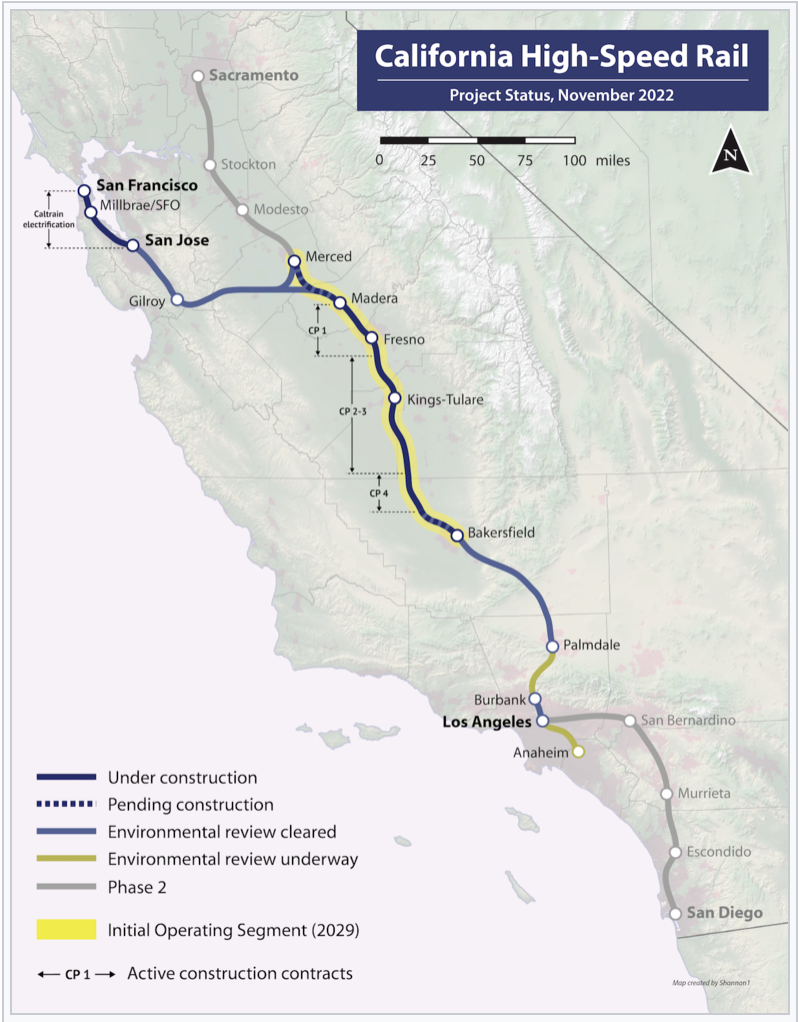 California High-Speed Rail
Project Status, November 2022
0 25 50 75 100 miles
N
Sacramento
Stockton
San Francisco
Millbrae/SFO
Caltrain
electrification
Modesto
San Jose
Merced
Gilroy
Madera
CP 1
Fresno
Kings-Tulare
CP 2-3
CP 4
Bakersfield
Palmdale
Burbank
Los Angeles
San Bernardino
Anaheim
Murrieta
Escondido
San Diego
Under construction
Pending construction
Environmental review cleared
Environmental review underway
Phase 2
Initial Operating Segment (2029)
CP 1 Active construction contracts
Map created by Shannon1